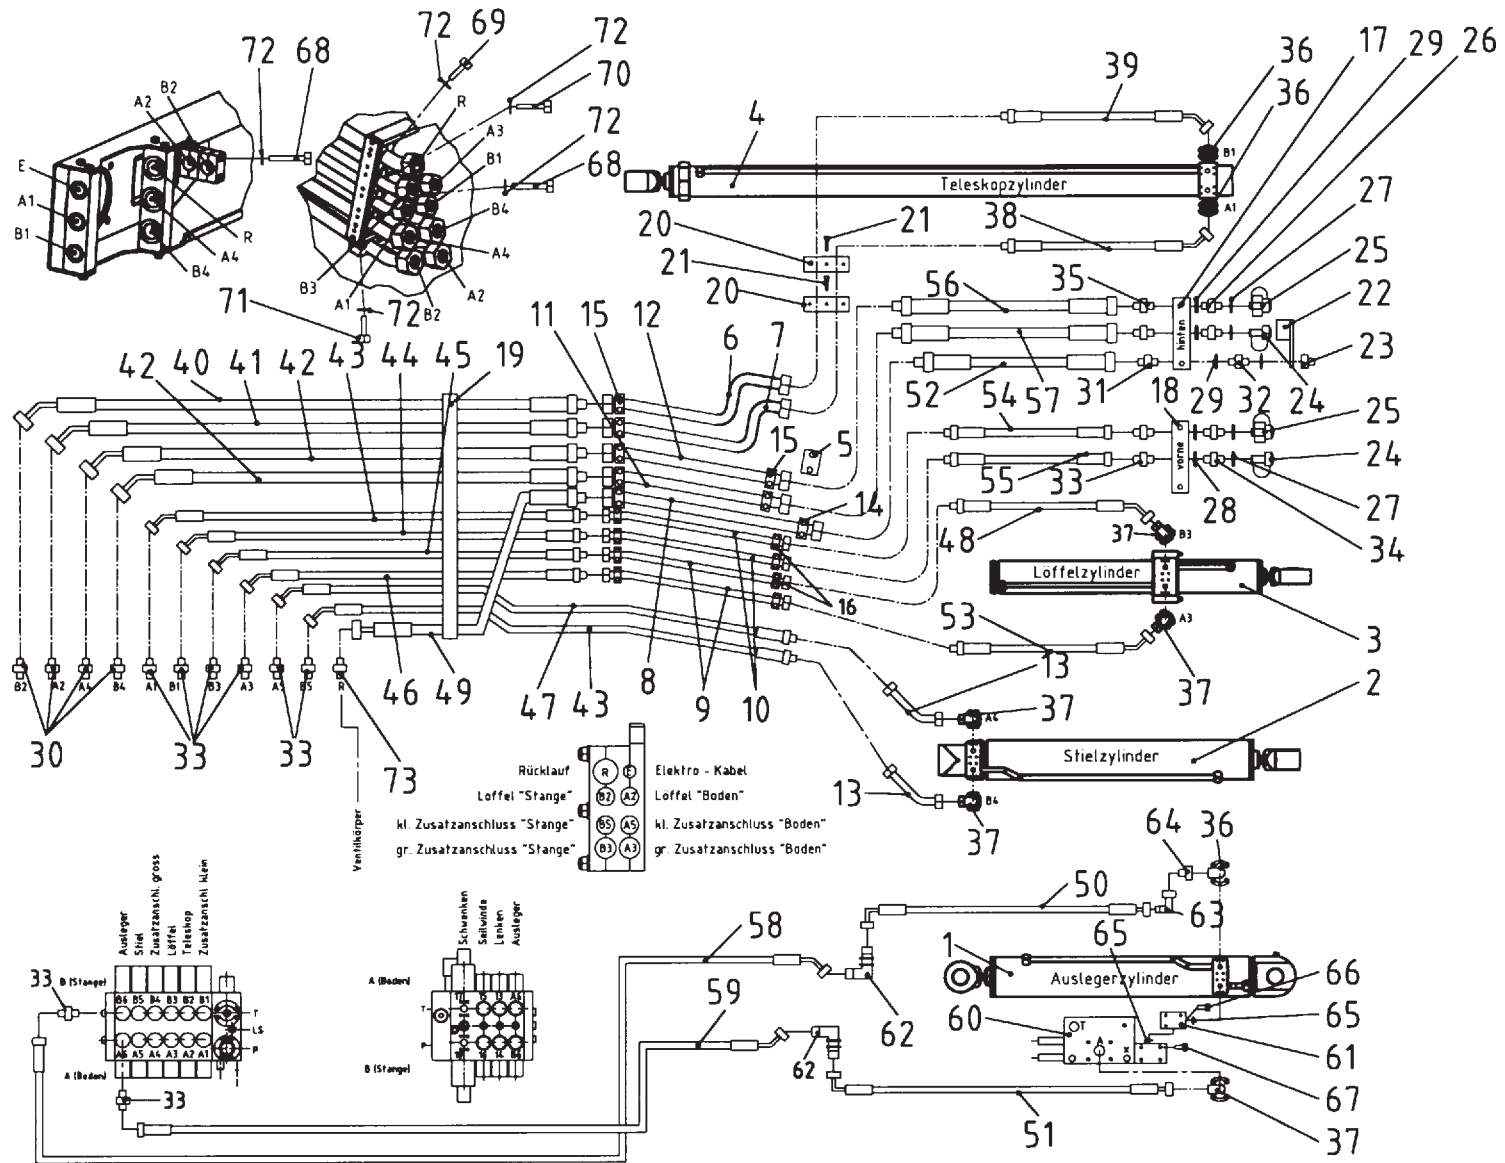 72 69
72
70
72
68
72 68
B2
A2
E
A1
B1
R
A4
B4
R
A3
B1
B4
A4
A2
B2
A1
B3
71
72
39
36
36
17 29 26
4
Teleskopzylinder
B1
A1
38
20
21
21
20
27
25
22
23
35
56
hinten
57
52
31
29 32 24
54
18
25
vorne
24
55
33
28
27
34
48
37
B3
Löffelzylinder
3
A3
37
53
13
2
37
A4
Stielzylinder
B4
37
13
42 40 41 42 43 44 45 19 11 15 12 6 7
15
5
14
16
8
9
10
46 49 47 43
B2 A2 A4 B4 A1 B1 B3 A3 A5 B5 R
30 33 33 73
Ventilkörper
Rücklauf R E Elektro - Kabel
Löffel "Stange" B2 A2 Löffel "Boden"
kl. Zusatzanschluss "Stange" B5 A5 kl. Zusatzanschluss "Boden"
gr. Zusatzanschluss "Stange" B3 A3 gr. Zusatzanschluss "Boden"
64 36
50
63
1
Auslegerzylinder
65
66
65
61
67
37
60
T
A
X
58
59
62
62
51
33
33
Ausleger
Stiel
Zusatzanschl. gross
Löffel
Teleskop
Zusatzanschl. klein
B (Stange)
B6 B5 B4 B3 B2 B1
T
LS
P
A6 A5 A4 A3 A2 A1
A (Boden)
Schwenken
Seilwinde
Lenken
Ausleger
A (Boden)
T
P
B (Stange)